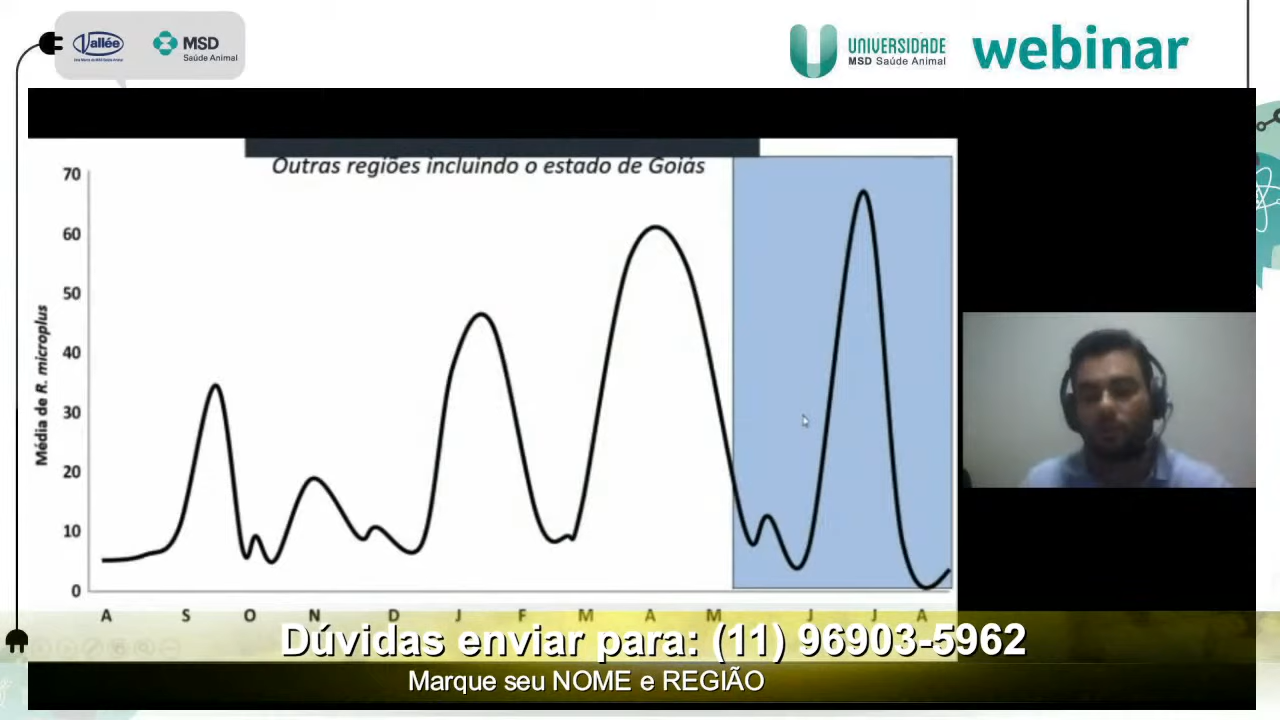 Vallée
MSD
Saúde Animal
UNIVERSIDADE
MSD Saúde Animal
webinar
Outras regiões incluindo o estado de Goiás
Média de R. microplus
70
60
50
40
30
20
10
0
A S O N D J F M A M J J A
Dúvidas enviar para: (11) 96903-5962
Marque seu NOME e REGIÃO